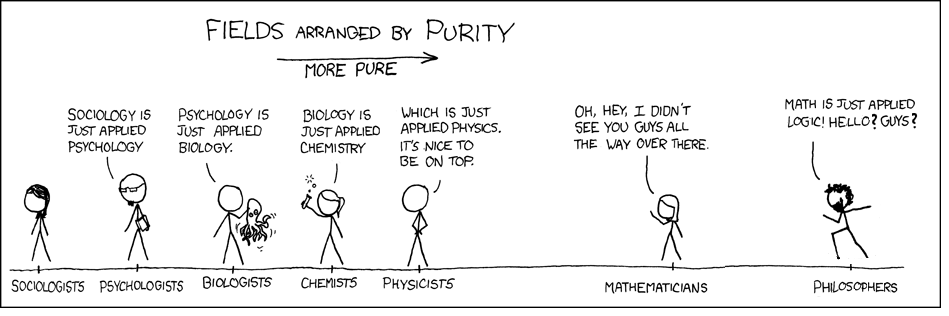 FIELDS ARRANGED BY PURITY
MORE PURE
SOCIOLOGY IS
JUST APPLIED
PSYCHOLOGY
PSYCHOLOGY IS
JUST APPLIED
BIOLOGY.
BIOLOGY IS
JUST APPLIED
CHEMISTRY
WHICH IS JUST
APPLIED PHYSICS.
IT'S NICE TO
BE ON TOP.
OH, HEY, I DIDN'T
SEE YOU GUYS ALL
THE WAY OVER THERE.
MATH IS JUST APPLIED
LOGIC! HELLO? GUYS?
SOCIOLOGISTS
PSYCHOLOGISTS
BIOLOGISTS
CHEMISTS
PHYSICISTS
MATHEMATICIANS
PHILOSOPHERS